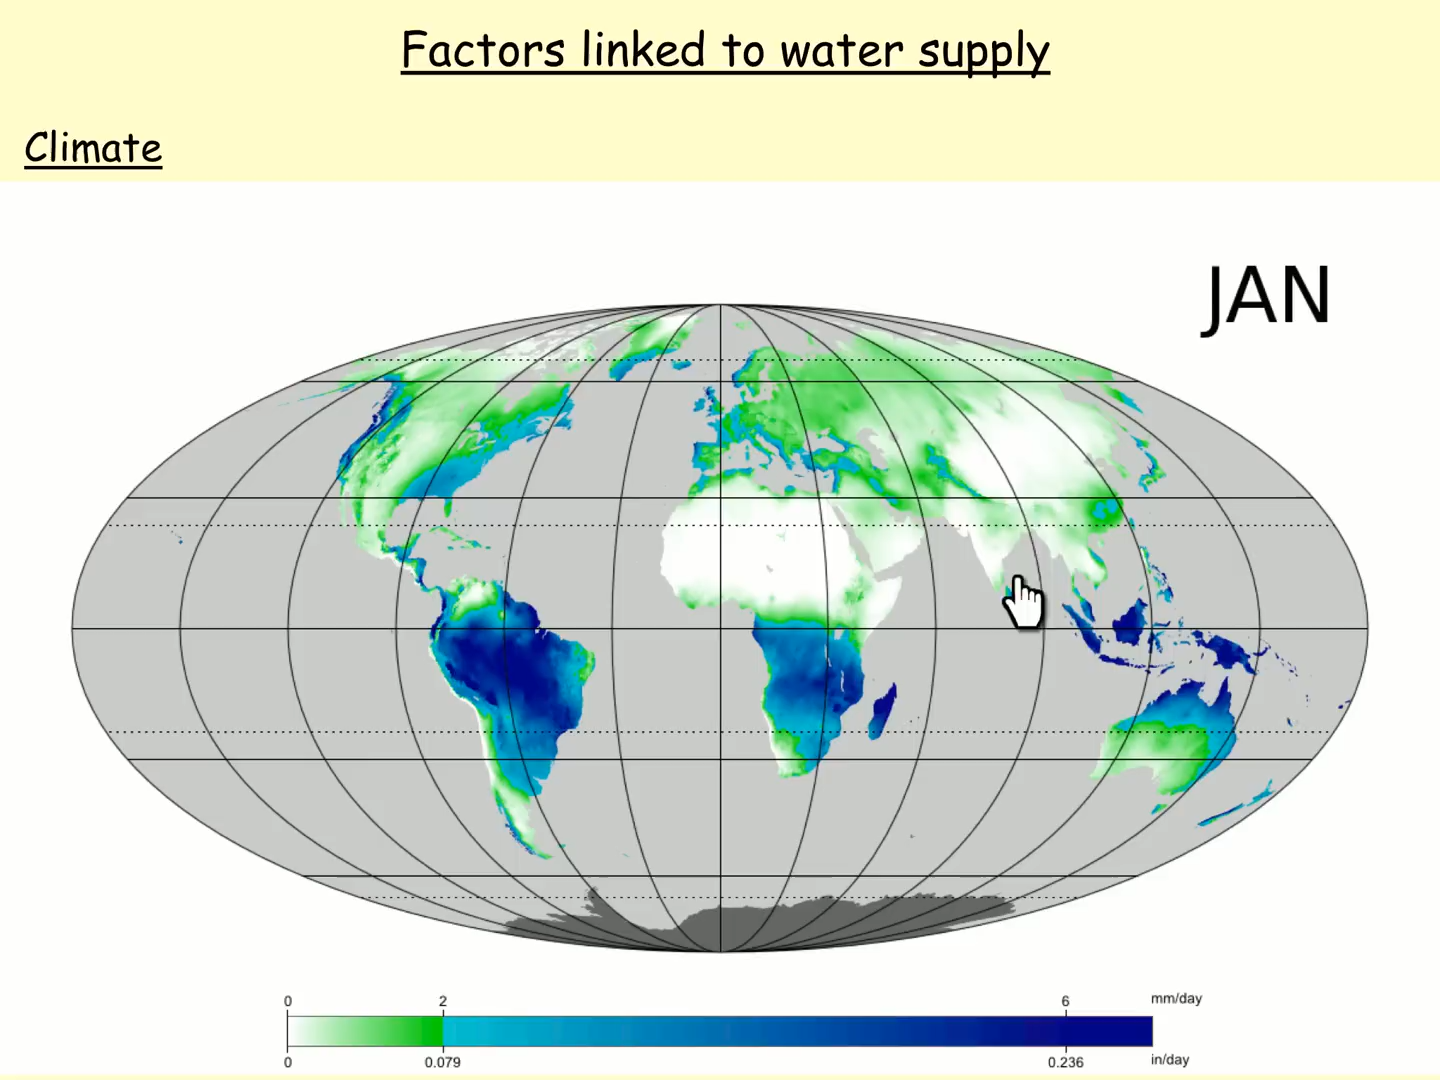 Factors linked to water supply
Climate
JAN
0 2 6 mm/day
0 0.079 0.236 in/day